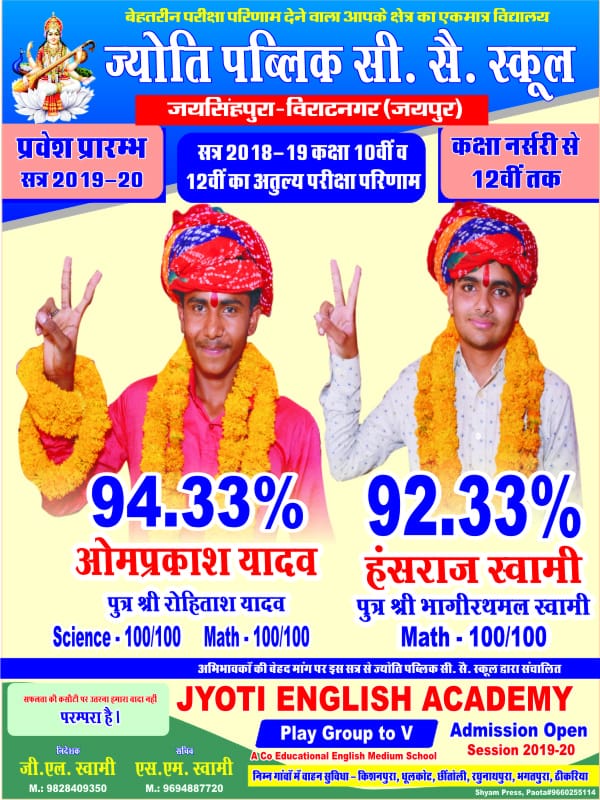 बेहतरीन परीक्षा परिणाम देने वाला आपके क्षेत्र का एकमात्र विद्यालय
ज्योति पब्लिक सी. सै. स्कूल
जयसिंहपुरा-विराटनगर (जयपुर)
प्रवेश प्रारम्भ
सत्र 2019-20
सत्र 2018-19 कक्षा 10वीं व
12वीं का अतुल्य परीक्षा परिणाम
कक्षा नर्सरी से
12वीं तक
94.33%
ओमप्रकाश यादव
पुत्र श्री रोहिताश यादव
Science - 100/100 Math - 100/100
92.33%
हंसराज स्वामी
पुत्र श्री भागीरथमल स्वामी
Math - 100/100
अभिभावकों की बेहद मांग पर इस सत्र से ज्योति पब्लिक सी. सै. स्कूल द्वारा संचालित
सफलता की कसौटी पर उतरना हमारा वादा नहीं
परम्परा है।
निदेशक
जी.एल. स्वामी
M.: 9828409350
सचिव
एस.एम. स्वामी
M.: 9694887720
JYOTI ENGLISH ACADEMY
Play Group to V
A Co Educational English Medium School
Admission Open
Session 2019-20
निम्न गांवों में वाहन सुविधा - किशनपुरा, धूलकोट, छींतोली, रघुनाथपुरा, भगतपुरा, ढीकरिया
Shyam Press, Paota#9660255114